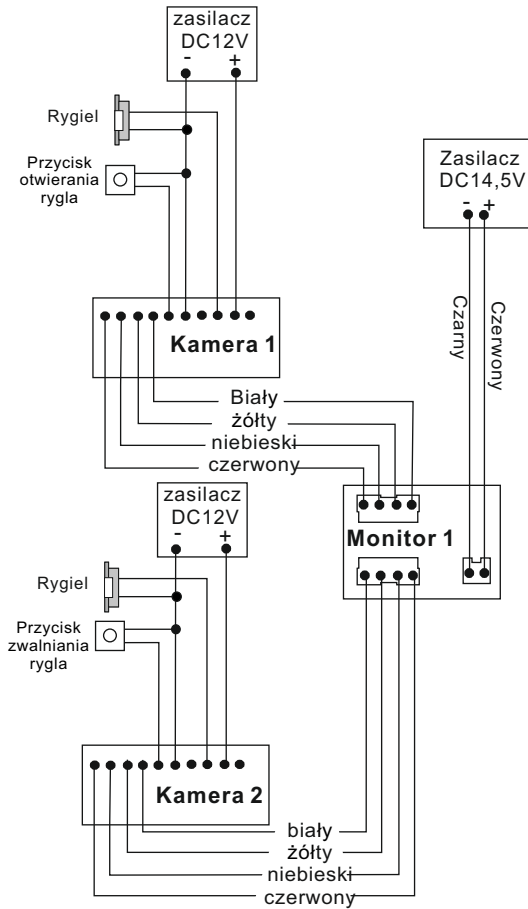 zasilacz
DC12V
- +
Rygiel
Przycisk
otwierania
rygla
Zasilacz
DC14,5V
- +
Czarny
Czerwony
Kamera 1
Biały
żółty
niebieski
czerwony
zasilacz
DC12V
- +
Monitor 1
Rygiel
Przycisk
zwalniania
rygla
Kamera 2
biały
żółty
niebieski
czerwony